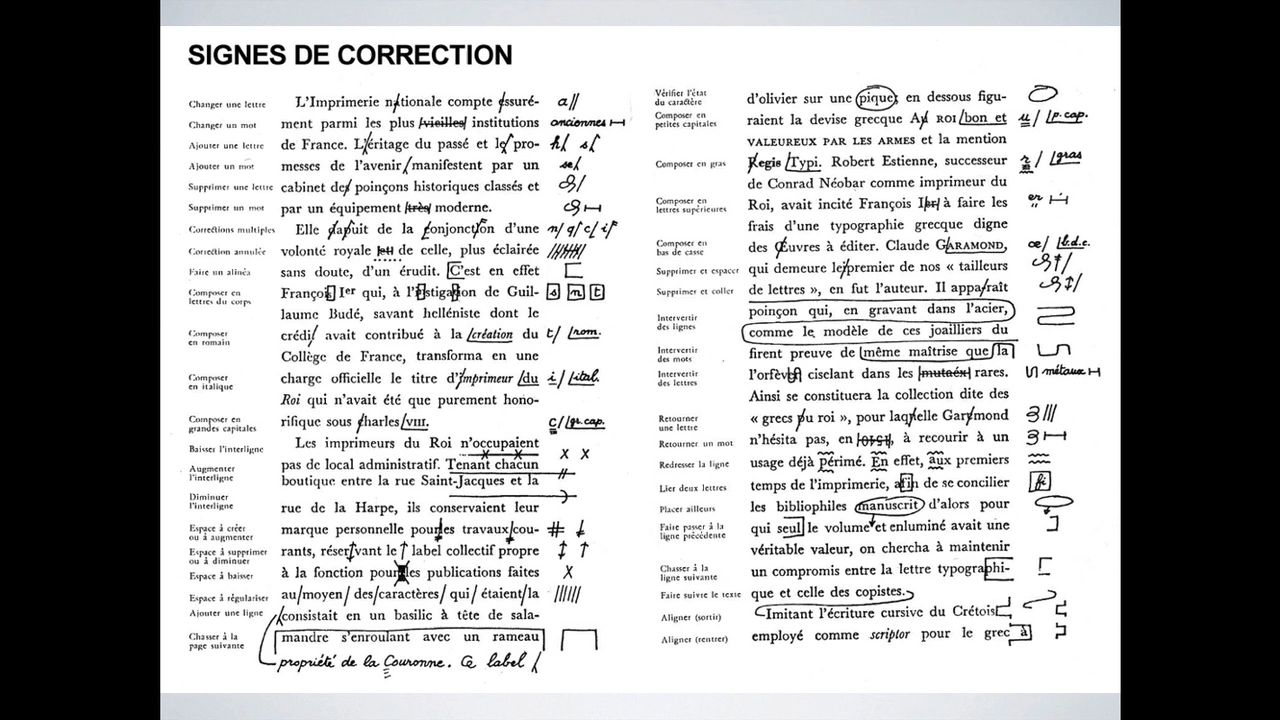 SIGNES DE CORRECTION
Changer une lettre L'Imprimerie nationale compte essuré- a//
Changer un mot ment parmi les plus vieilles institutions anciennes
Ajouter une lettre de France. L'éritage du passé et le pro- h/ s/
Ajouter un mot messes de l'avenir/manifestent par un se/
Supprimer une lettre cabinet des poinçons historiques classés et
Supprimer un mot par un équipement très moderne.
Corrections multiples Elle d'une n/ q/ c/ i/
Correction annulée volonté royale et de celle, plus éclairée
Faire un alinéa sans doute, d'un érudit. C'est en effet
Composer en
lettres du corps François Ier qui, à l'instigation de Guil- s n t
laume Budé, savant helléniste dont le
Composer
en romain crédi/ avait contribué à la création du t/ rom.
Collège de France, transforma en une
Composer
en italique charge officielle le titre d'imprimeur du i/ ital.
Roi qui n'avait été que purement hono-
Composer en
grandes capitales rifique sous charles VIII. c/ gr. cap.
Les imprimeurs du Roi n'occupaient
Baisser l'interligne x x
pas de local administratif. Tenant chacun
Augmenter
l'interligne
boutique entre la rue Saint-Jacques et la
Diminuer
l'interligne
rue de la Harpe, ils conservaient leur
Espace à créer
ou à augmenter marque personnelle pour les travaux cou- #
Espace à supprimer
ou à diminuer rants, réservant le label collectif propre
Espace à baisser à la fonction pour les publications faites x
Espace à régulariser au/moyen/des/caractères/qui/étaient/la //////
Ajouter une ligne consistait en un basilic à tête de sala-
Chasser à la
page suivante mandre s'enroulant avec un rameau
propriété de la Couronne. Ce label /
Vérifier l'état
du caractère d'olivier sur une pique; en dessous figu-
Composer en
petites capitales raient la devise grecque ROI bon et u/ p. cap.
VALEUREUX PAR LES ARMES et la mention
Composer en gras Regis Typi. Robert Estienne, successeur r/ gras
de Conrad Néobar comme imprimeur du
Composer en
lettres supérieures Roi, avait incité François Ier à faire les er
frais d'une typographie grecque digne
Composer en
bas de casse des Œuvres à éditer. Claude GARAMOND, œ/ b.d.c.
Supprimer et espacer qui demeure le/premier de nos « tailleurs
Supprimer et coller de lettres », en fut l'auteur. Il appa/raît
Intervertir
des lignes poinçon qui, en gravant dans l'acier,
comme le modèle de ces joailliers du
Intervertir
des mots firent preuve de même maîtrise que la
Intervertir
des lettres ciselant dans les mutaéx rares. métaux
Ainsi se constituera la collection dite des
Retourner
une lettre « grecs du roi », pour laquelle Garamond ///
Retourner un mot n'hésita pas, en 1540, à recourir à un
Redresser la ligne usage déjà périmé. En effet, aux premiers
Lier deux lettres temps de l'imprimerie, afin de se concilier fi
Placer ailleurs les bibliophiles manuscrit d'alors pour
Faire passer à la
ligne précédente qui seul le volume et enluminé avait une
véritable valeur, on chercha à maintenir
Chasser à la
ligne suivante un compromis entre la lettre typographi-
Faire suivre le texte que et celle des copistes.
Aligner (sortir) Imitant l'écriture cursive du Crétois
Aligner (rentrer) employé comme scriptor pour le grec à